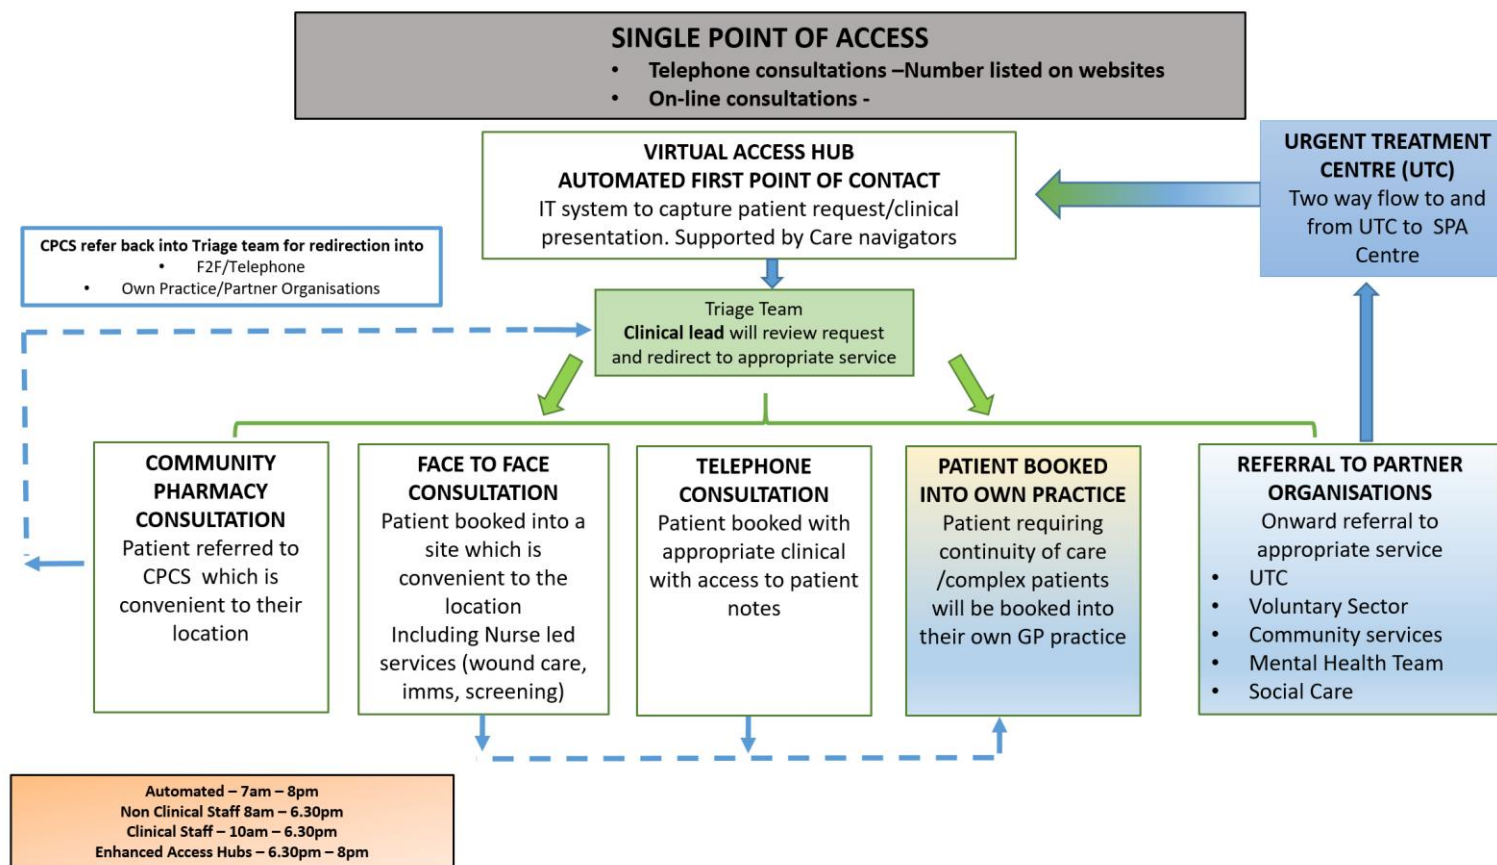 SINGLE POINT OF ACCESS
• Telephone consultations –Number listed on websites
• On-line consultations -
VIRTUAL ACCESS HUB
AUTOMATED FIRST POINT OF CONTACT
IT system to capture patient request/clinical
presentation. Supported by Care navigators
URGENT TREATMENT
CENTRE (UTC)
Two way flow to and
from UTC to SPA
Centre
CPCS refer back into Triage team for redirection into
• F2F/Telephone
• Own Practice/Partner Organisations
Triage Team
Clinical lead will review request
and redirect to appropriate service
COMMUNITY
PHARMACY
CONSULTATION
Patient referred to
CPCS which is
convenient to their
location
FACE TO FACE
CONSULTATION
Patient booked into a
site which is
convenient to the
location
Including Nurse led
services (wound care,
imms, screening)
TELEPHONE
CONSULTATION
Patient booked with
appropriate clinical
with access to patient
notes
PATIENT BOOKED
INTO OWN PRACTICE
Patient requiring
continuity of care
/complex patients
will be booked into
their own GP practice
REFERRAL TO PARTNER
ORGANISATIONS
Onward referral to
appropriate service
• UTC
• Voluntary Sector
• Community services
• Mental Health Team
• Social Care
Automated – 7am – 8pm
Non Clinical Staff 8am – 6.30pm
Clinical Staff – 10am – 6.30pm
Enhanced Access Hubs – 6.30pm – 8pm